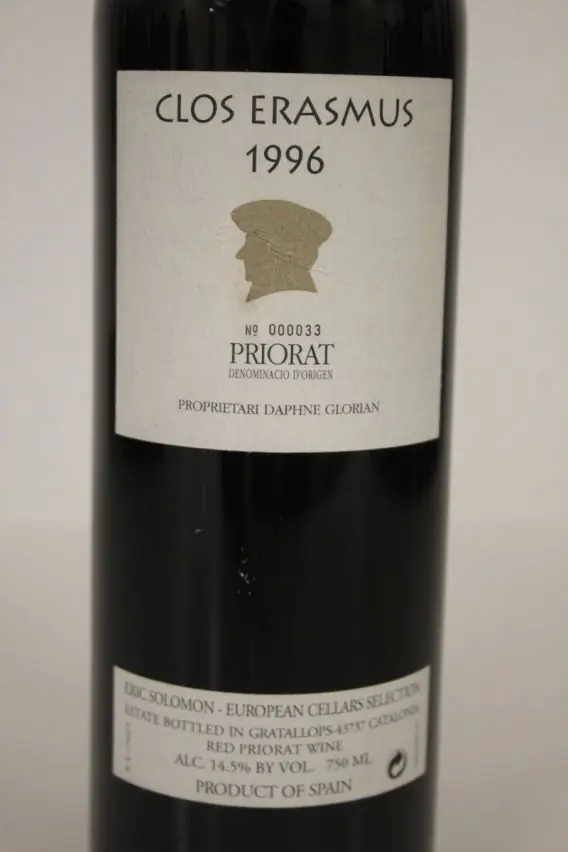 CLOS ERASMUS
1996
Nº 000033
PRIORAT
DENOMINACIO D'ORIGEN
PROPRIETARI DAPHNE GLORIAN
ERIC SOLOMON - EUROPEAN CELLARS SELECTION
ESTATE BOTTLED IN GRATALLOPS-43737 CATALONIA
RED PRIORAT WINE
ALC. 14.5% BY VOL. 750 ML
PRODUCT OF SPAIN